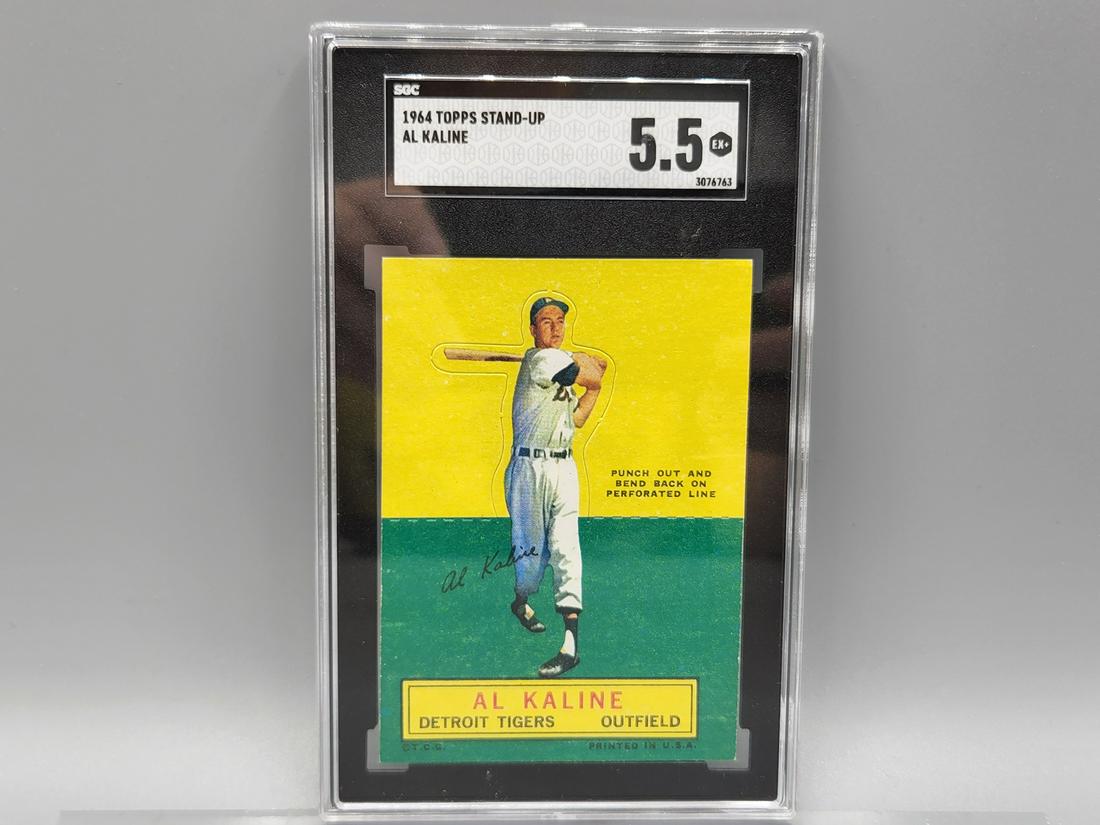 SGC
1964 TOPPS STAND-UP
AL KALINE
5.5 EX+
3076763
PUNCH OUT AND
BEND BACK ON
PERFORATED LINE
Al Kaline
AL KALINE
DETROIT TIGERS OUTFIELD
©T.C.G. PRINTED IN U.S.A.